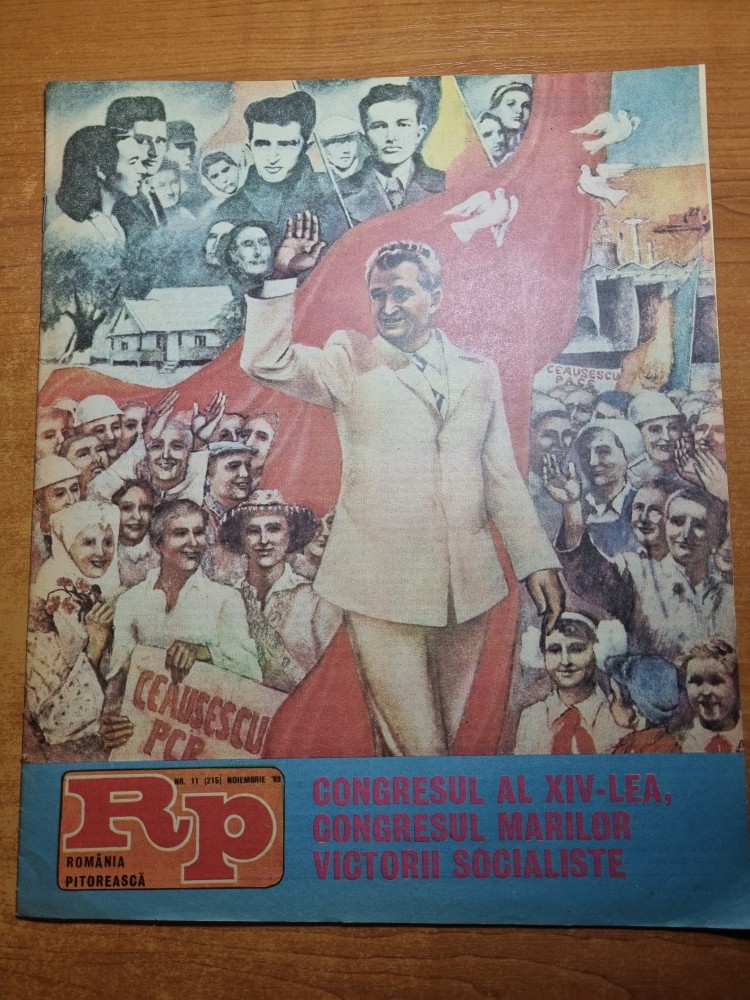 CEAUSESCU
PACE
CEAUSESCU
PCR
NR. 11 (215) NOIEMBRIE '89
Rp
ROMÂNIA
PITOREASCĂ
CONGRESUL AL XIV-LEA,
CONGRESUL MARILOR
VICTORII SOCIALISTE